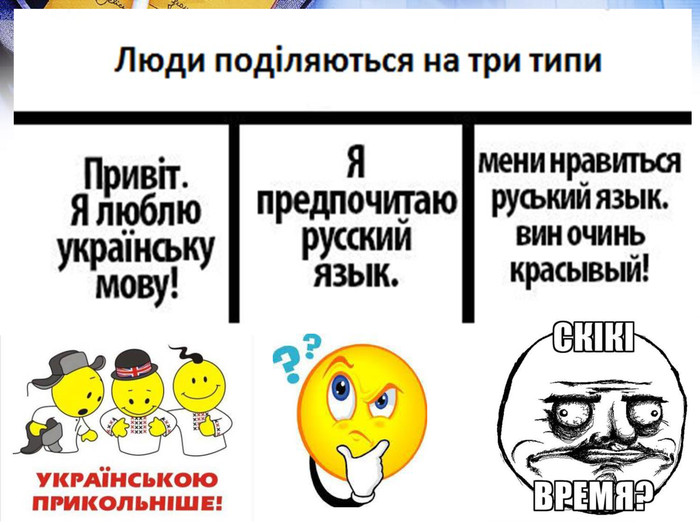 Люди поділяються на три типи
Привіт.
Я люблю
українську
мову!
Я
предпочитаю
русский
язык.
мени нравиться
руський язык.
вин очинь
красывый!
??
УКРАЇНСЬКОЮ
ПРИКОЛЬНІШЕ!
СКІКІ
ВРЕМЯ?